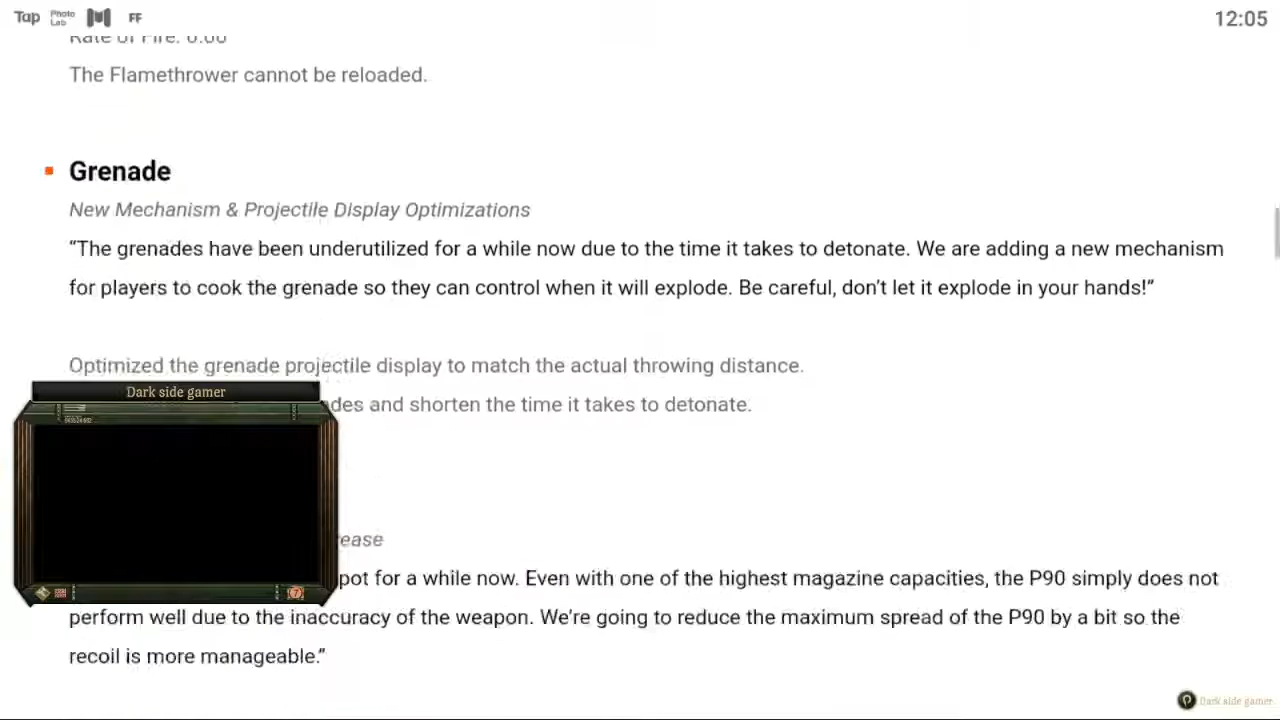 Tap Photo Lab FF 12:05
Rate of Fire: 0.00
The Flamethrower cannot be reloaded.
Grenade
New Mechanism & Projectile Display Optimizations
“The grenades have been underutilized for a while now due to the time it takes to detonate. We are adding a new mechanism
for players to cook the grenade so they can control when it will explode. Be careful, don’t let it explode in your hands!”
Optimized the grenade projectile display to match the actual throwing distance.
Dark side gamer
des and shorten the time it takes to detonate.
ease
pot for a while now. Even with one of the highest magazine capacities, the P90 simply does not
perform well due to the inaccuracy of the weapon. We’re going to reduce the maximum spread of the P90 by a bit so the
recoil is more manageable.”
Dark side gamer